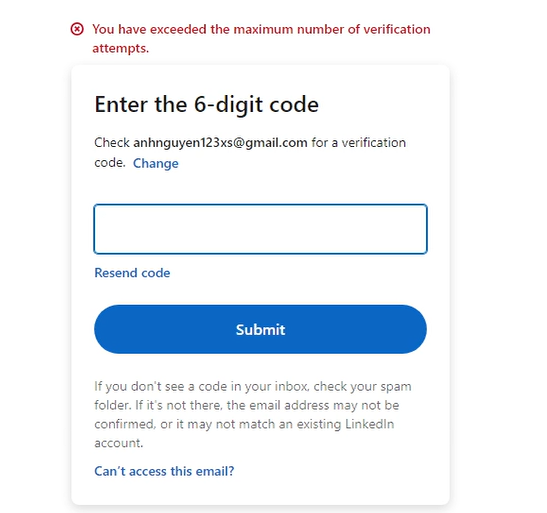 You have exceeded the maximum number of verification
attempts.
Enter the 6-digit code
Check anhnguyen123xs@gmail.com for a verification
code. Change
Resend code
Submit
If you don't see a code in your inbox, check your spam
folder. If it's not there, the email address may not be
confirmed, or it may not match an existing LinkedIn
account.
Can't access this email?